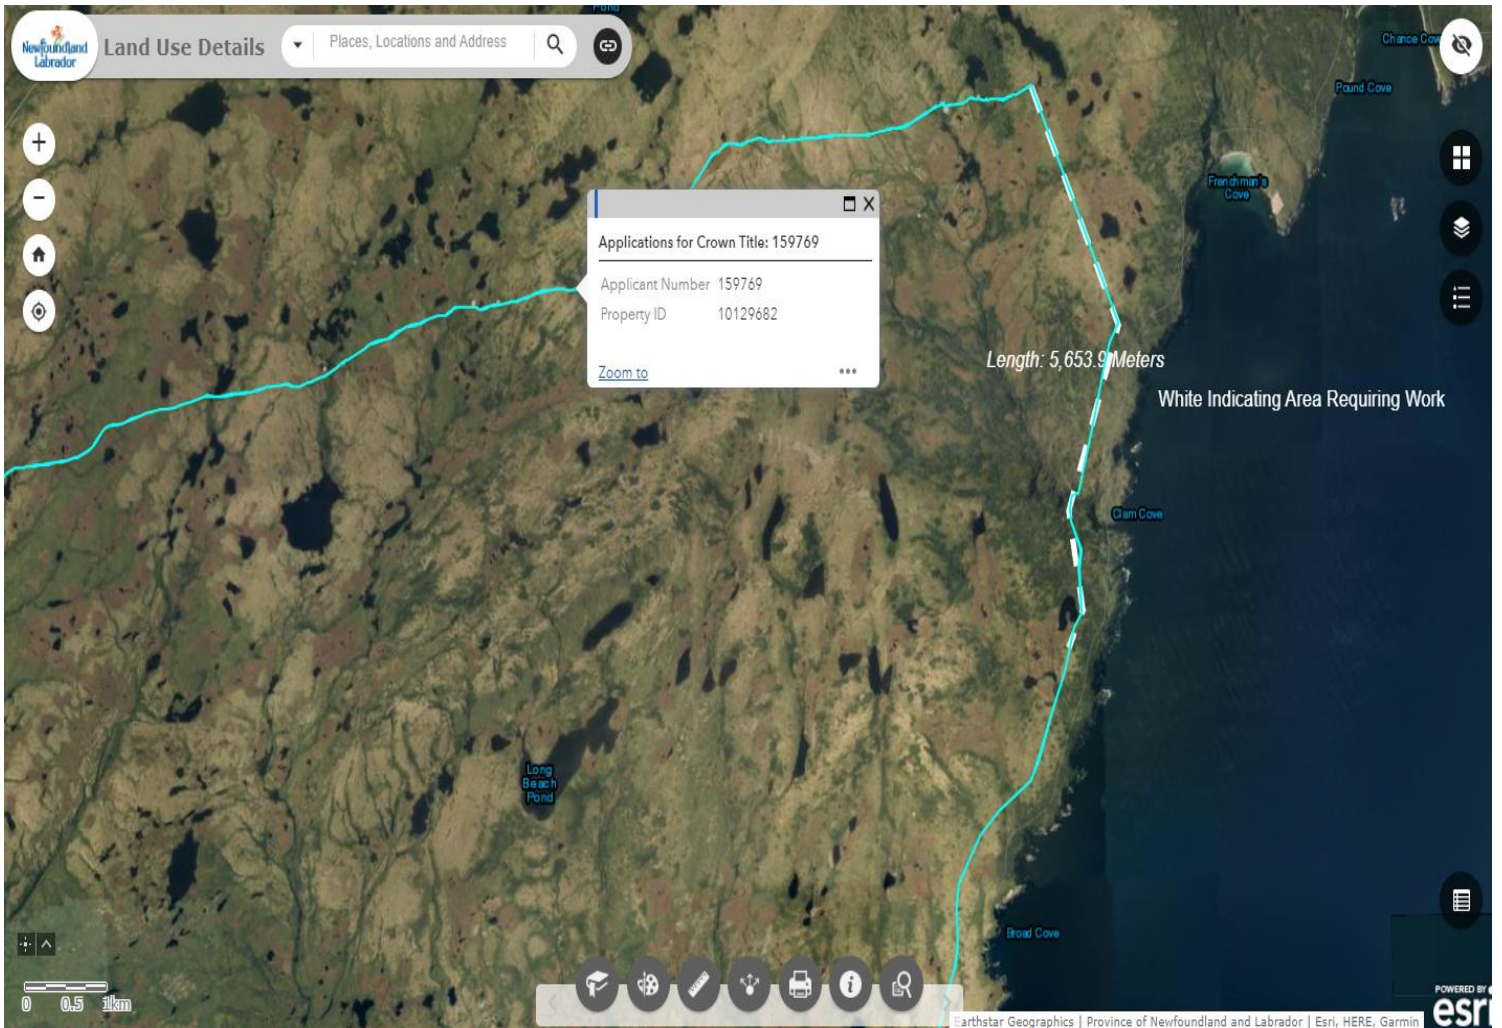 Pond
Newfoundland
Labrador
Land Use Details
Places, Locations and Address
Chance Cov
Pound Cove
Frenchman's
Cove
Applications for Crown Title: 159769
Applicant Number 159769
Property ID 10129682
Zoom to
Length: 5,653.9 Meters
White Indicating Area Requiring Work
Clam Cove
Long
Beach
Pond
Broad Cove
0 0.5 1km
POWERED BY
esri
Earthstar Geographics | Province of Newfoundland and Labrador | Esri, HERE, Garmin